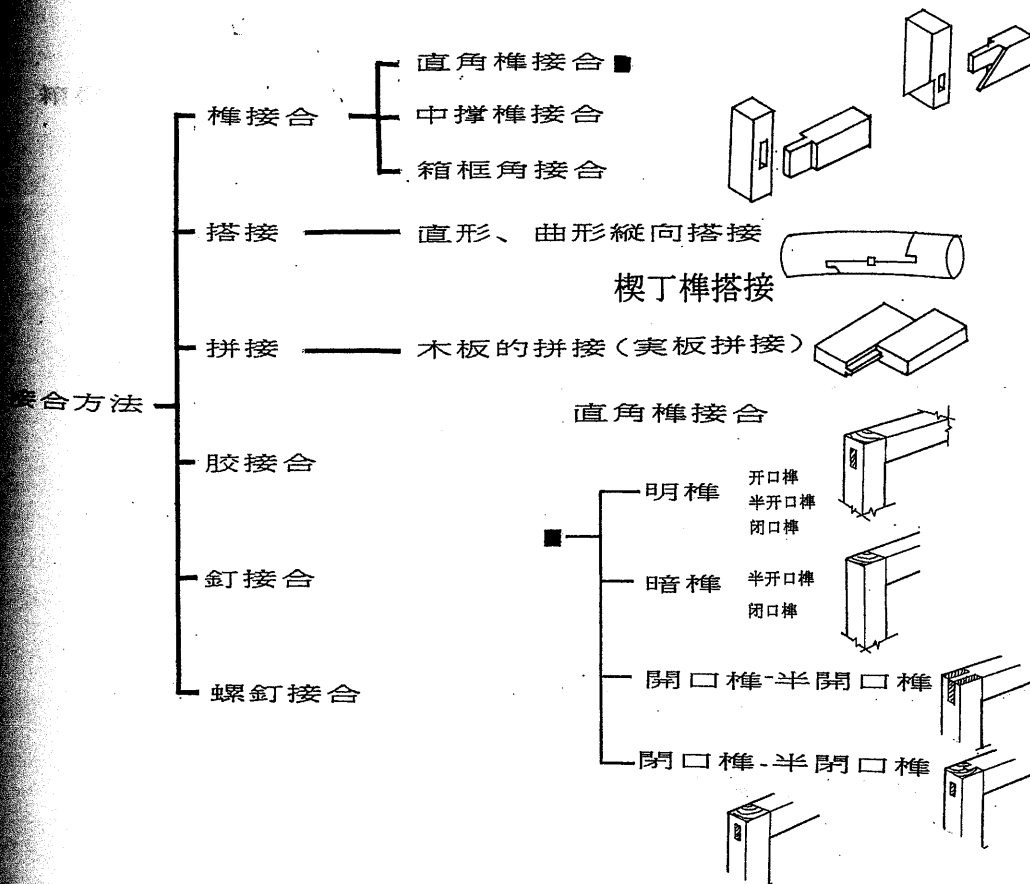 直角榫接合
榫接合
中撑榫接合
箱框角接合
搭接
直形、曲形縦向搭接
楔丁榫搭接
拼接
木板的拼接(実板拼接)
接合方法
直角榫接合
胶接合
明榫
开口榫
半开口榫
闭口榫
釘接合
暗榫
半开口榫
闭口榫
螺釘接合
開口榫-半開口榫
閉口榫-半閉口榫